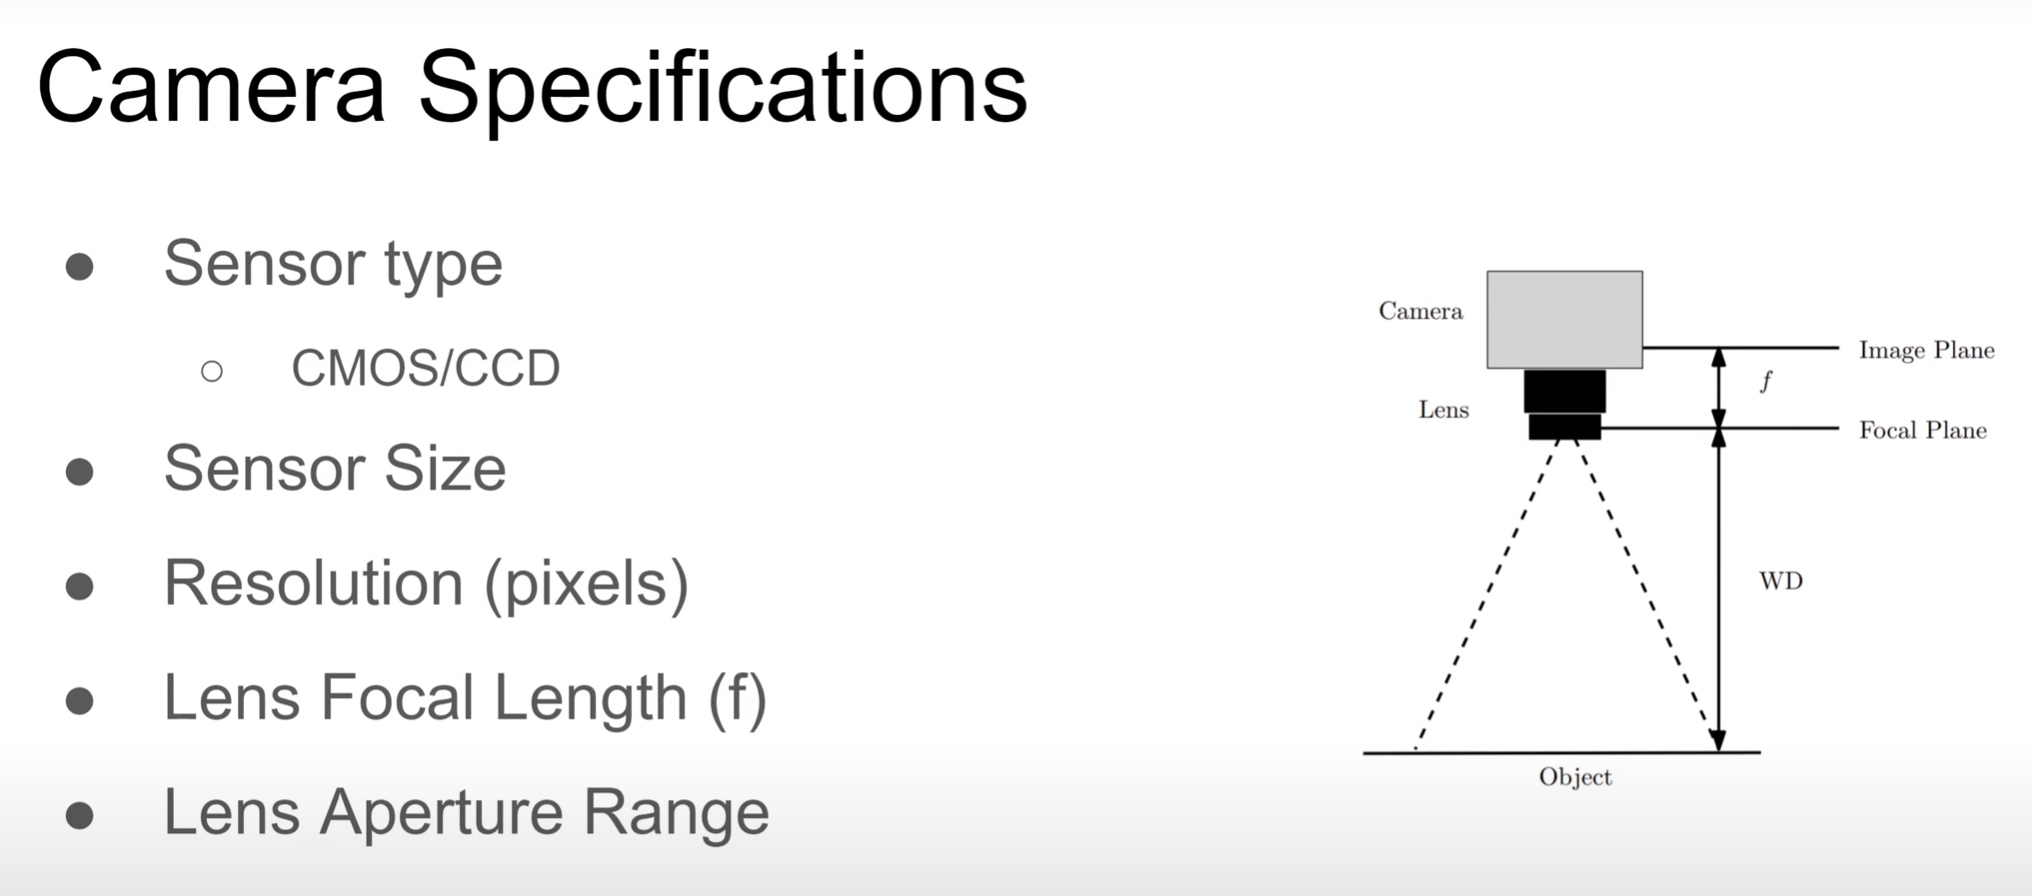 Camera Specifications
● Sensor type
○ CMOS/CCD
● Sensor Size
● Resolution (pixels)
● Lens Focal Length (f)
● Lens Aperture Range
Camera
Image Plane
f
Lens
Focal Plane
WD
Object